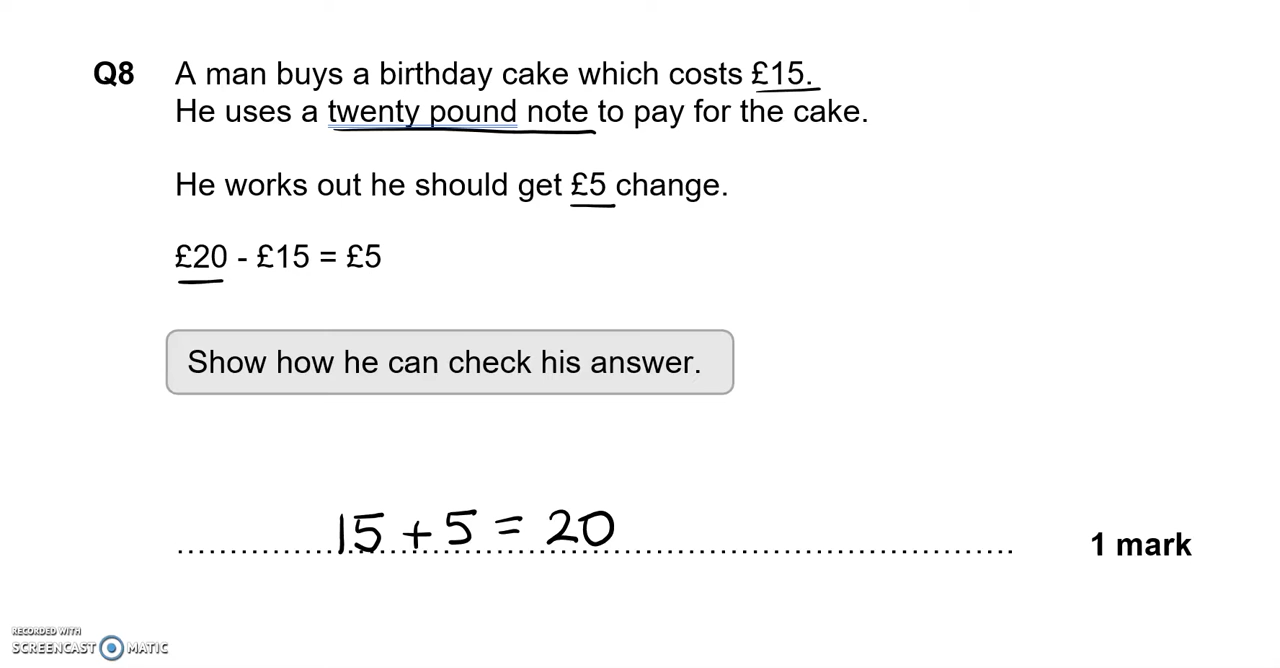 Q8 A man buys a birthday cake which costs £15.
He uses a twenty pound note to pay for the cake.
He works out he should get £5 change.
£20 - £15 = £5
Show how he can check his answer.
15 + 5 = 20
1 mark
RECORDED WITH
SCREENCAST MATIC